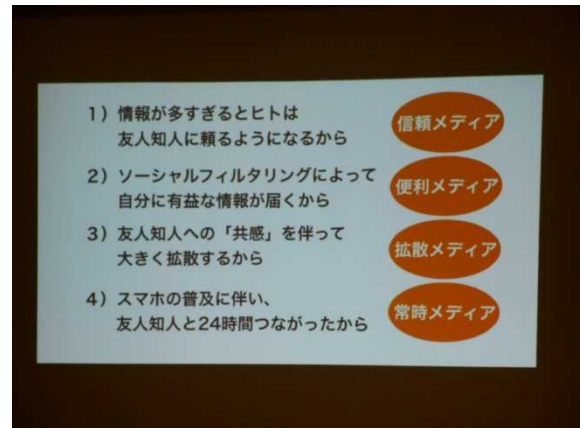 1）情報が多すぎるとヒトは
友人知人に頼るようになるから
信頼メディア
2）ソーシャルフィルタリングによって
自分に有益な情報が届くから
便利メディア
3）友人知人への「共感」を伴って
大きく拡散するから
拡散メディア
4）スマホの普及に伴い、
友人知人と24時間つながったから
常時メディア